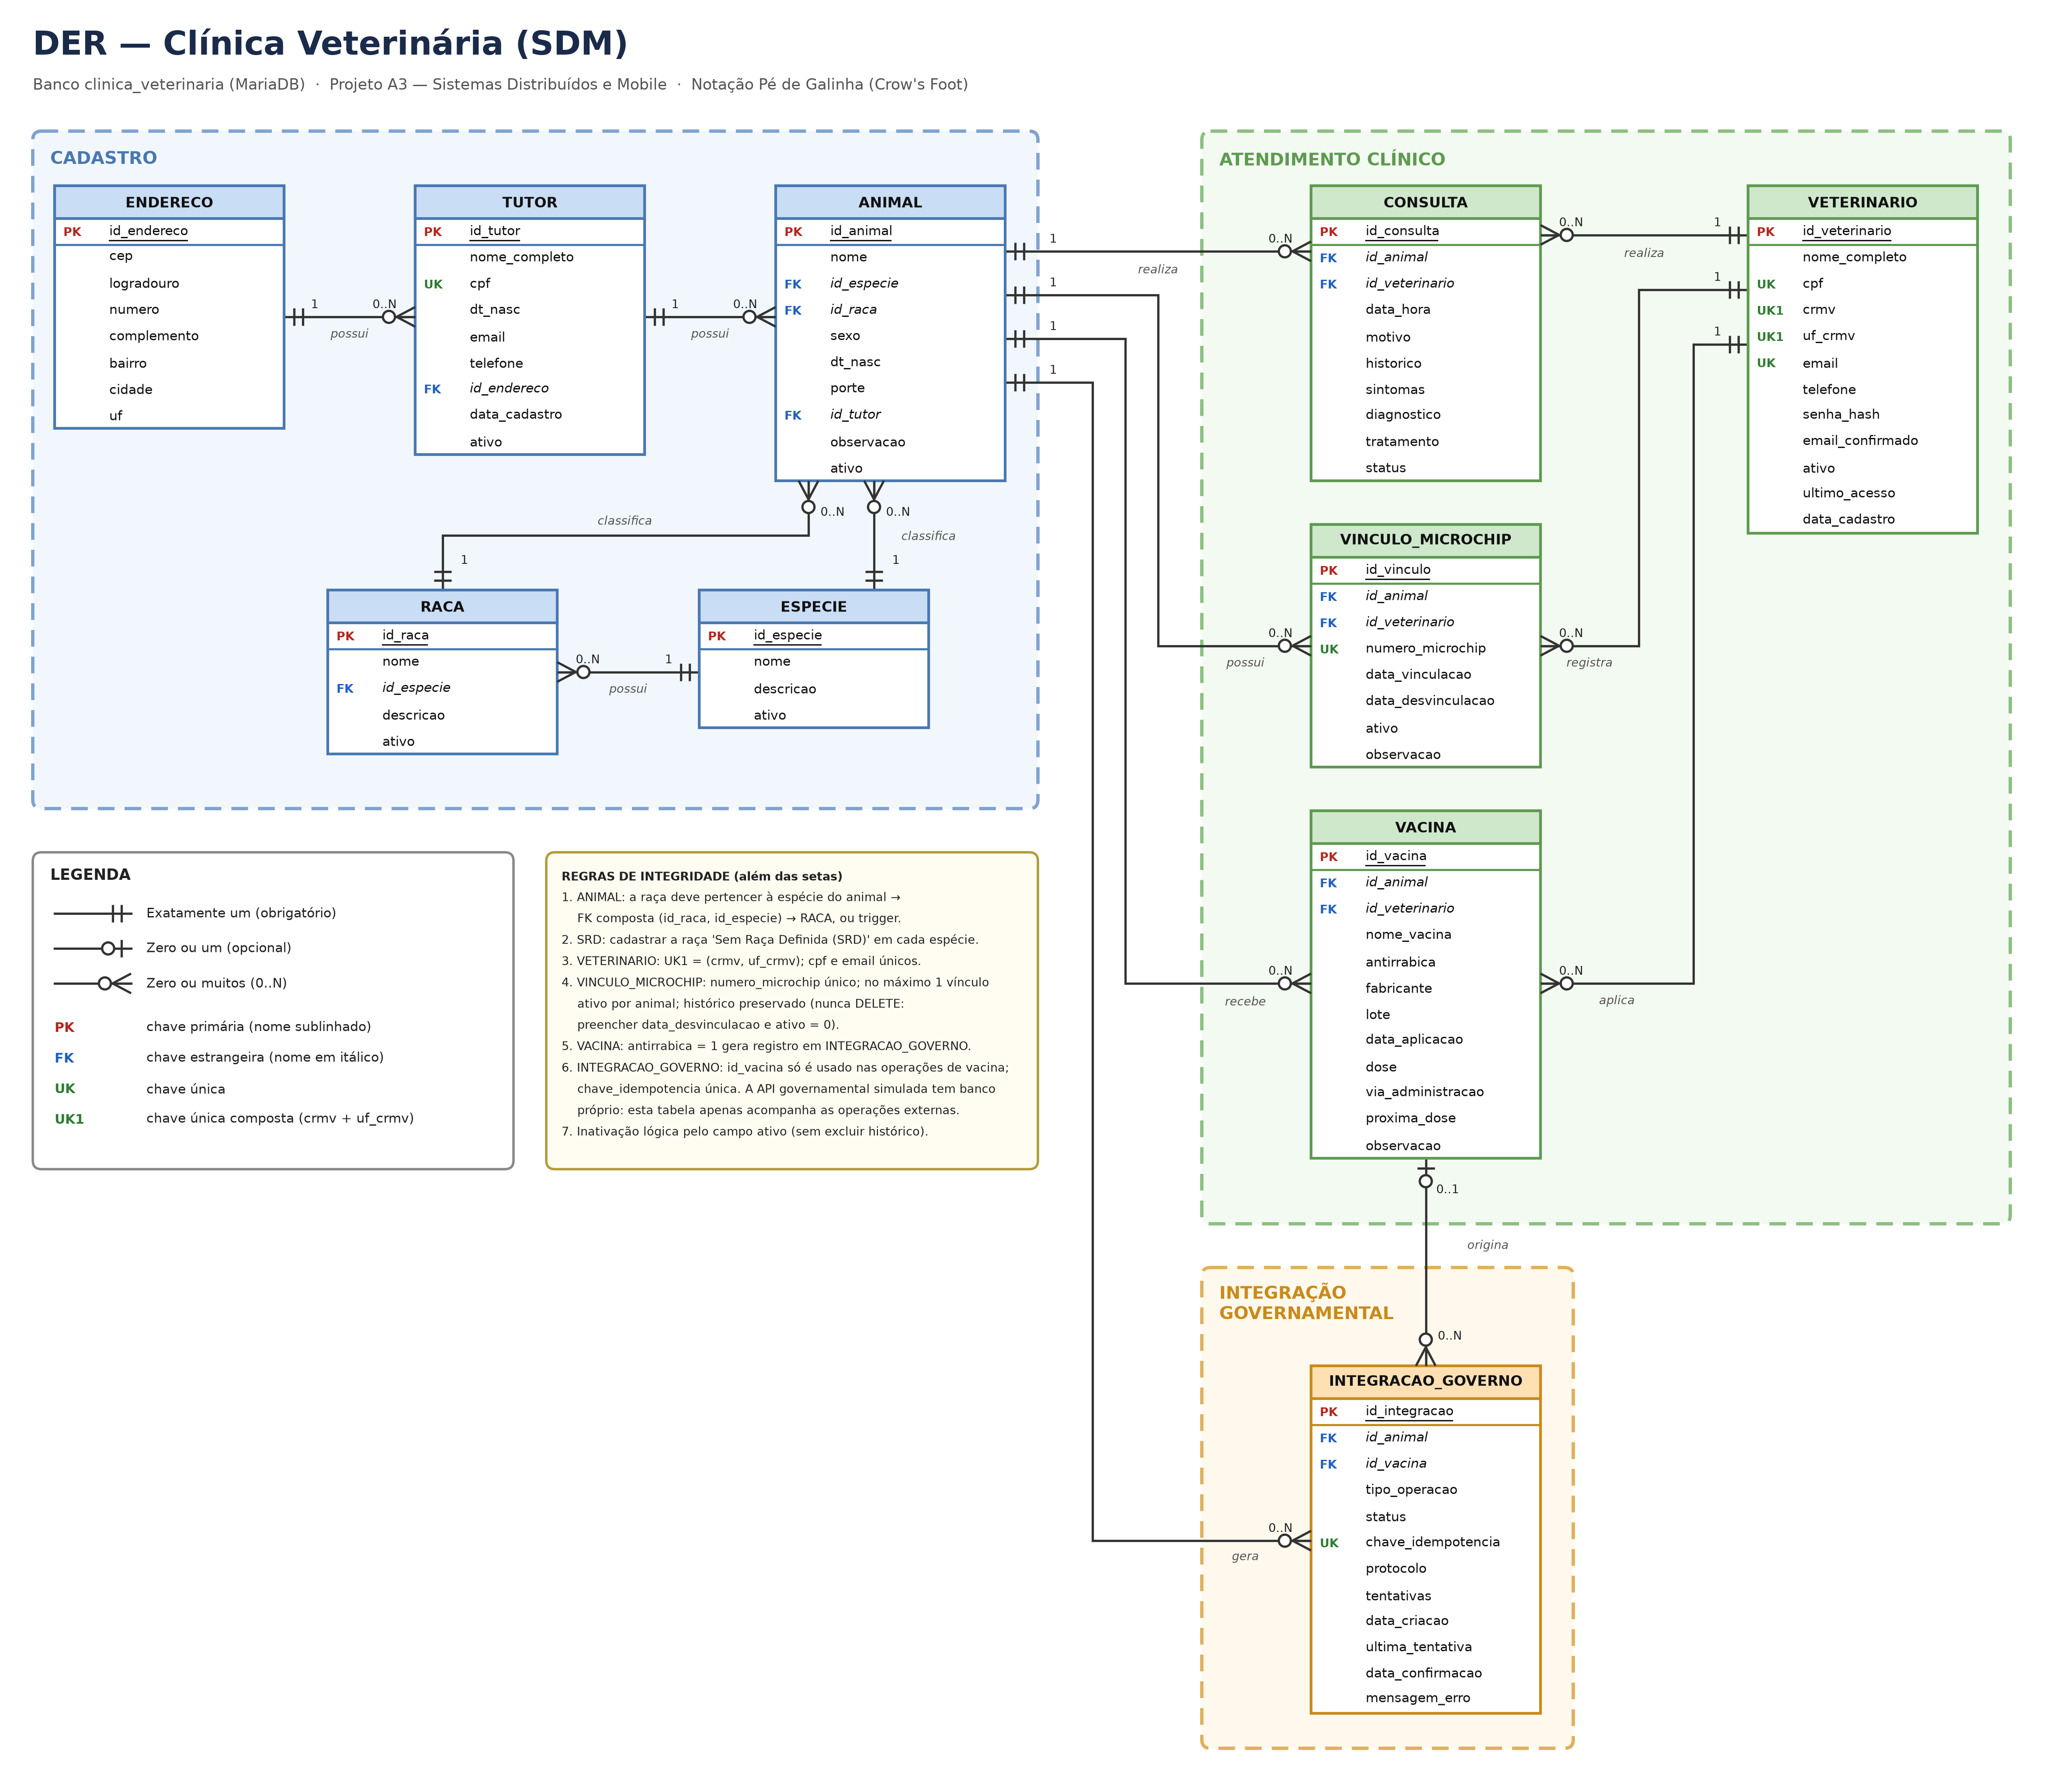 DER — Clínica Veterinária (SDM)
Banco clinica_veterinaria (MariaDB) · Projeto A3 — Sistemas Distribuídos e Mobile · Notação Pé de Galinha (Crow's Foot)
CADASTRO
ENDERECO
PK id_endereco
cep
logradouro
numero
complemento
bairro
cidade
uf
1
0..N
possui
TUTOR
PK id_tutor
nome_completo
UK cpf
dt_nasc
email
telefone
FK id_endereco
data_cadastro
ativo
1
0..N
possui
ANIMAL
PK id_animal
nome
FK id_especie
FK id_raca
sexo
dt_nasc
porte
FK id_tutor
observacao
ativo
0..N
0..N
classifica
classifica
1
1
RACA
PK id_raca
nome
FK id_especie
descricao
ativo
0..N
1
possui
ESPECIE
PK id_especie
nome
descricao
ativo
1
0..N
realiza
1
1
1
ATENDIMENTO CLÍNICO
CONSULTA
PK id_consulta
FK id_animal
FK id_veterinario
data_hora
motivo
historico
sintomas
diagnostico
tratamento
status
0..N
1
realiza
1
1
VETERINARIO
PK id_veterinario
nome_completo
UK cpf
UK1 crmv
UK1 uf_crmv
UK email
telefone
senha_hash
email_confirmado
ativo
ultimo_acesso
data_cadastro
VINCULO_MICROCHIP
PK id_vinculo
FK id_animal
FK id_veterinario
UK numero_microchip
data_vinculacao
data_desvinculacao
ativo
observacao
0..N
possui
0..N
registra
VACINA
PK id_vacina
FK id_animal
FK id_veterinario
nome_vacina
antirrabica
fabricante
lote
data_aplicacao
dose
via_administracao
proxima_dose
observacao
0..N
recebe
0..N
aplica
0..1
origina
LEGENDA
Exatamente um (obrigatório)
Zero ou um (opcional)
Zero ou muitos (0..N)
PK chave primária (nome sublinhado)
FK chave estrangeira (nome em itálico)
UK chave única
UK1 chave única composta (crmv + uf_crmv)
REGRAS DE INTEGRIDADE (além das setas)
1. ANIMAL: a raça deve pertencer à espécie do animal →
FK composta (id_raca, id_especie) → RACA, ou trigger.
2. SRD: cadastrar a raça 'Sem Raça Definida (SRD)' em cada espécie.
3. VETERINARIO: UK1 = (crmv, uf_crmv); cpf e email únicos.
4. VINCULO_MICROCHIP: numero_microchip único; no máximo 1 vínculo
ativo por animal; histórico preservado (nunca DELETE:
preencher data_desvinculacao e ativo = 0).
5. VACINA: antirrabica = 1 gera registro em INTEGRACAO_GOVERNO.
6. INTEGRACAO_GOVERNO: id_vacina só é usado nas operações de vacina;
chave_idempotencia única. A API governamental simulada tem banco
próprio: esta tabela apenas acompanha as operações externas.
7. Inativação lógica pelo campo ativo (sem excluir histórico).
INTEGRAÇÃO
GOVERNAMENTAL
0..N
INTEGRACAO_GOVERNO
PK id_integracao
FK id_animal
FK id_vacina
tipo_operacao
status
UK chave_idempotencia
protocolo
tentativas
data_criacao
ultima_tentativa
data_confirmacao
mensagem_erro
0..N
gera